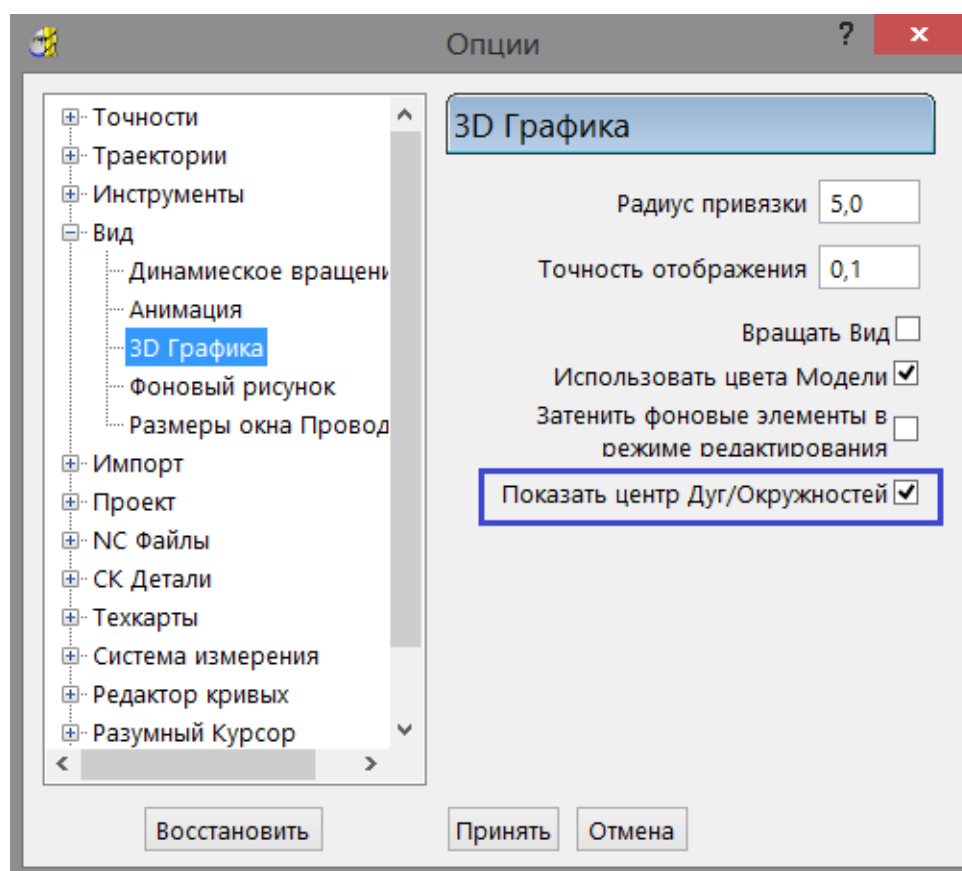 Опции
?
x
Точности
Траектории
Инструменты
Вид
Динамиеское вращени
Анимация
3D Графика
Фоновый рисунок
Размеры окна Провод
Импорт
Проект
NC Файлы
СК Детали
Техкарты
Система измерения
Редактор кривых
Разумный Курсор
3D Графика
Радиус привязки 5,0
Точность отображения 0,1
Вращать Вид
Использовать цвета Модели
Затенить фоновые элементы в
режиме редактирования
Показать центр Дуг/Окружностей
Восстановить
Принять
Отмена